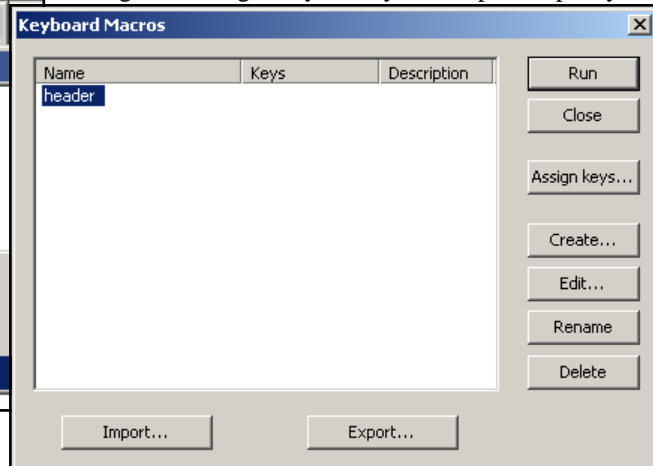 Keyboard Macros
Name Keys Description
header
Run
Close
Assign keys...
Create...
Edit...
Rename
Delete
Import... Export...